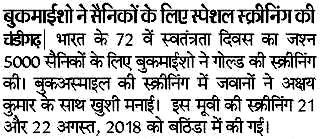 बुकमाईशो ने सैनिकों के लिए स्पेशल स्क्रीनिंग की
चंडीगढ़| भारत के 72 वें स्वतंत्रता दिवस का जश्न
5000 सैनिकों के लिए बुकमाईशो ने गोल्ड की स्क्रीनिंग
की। बुकअस्माइल की स्क्रीनिंग में जवानों ने अक्षय
कुमार के साथ खुशी मनाई। इस मूवी की स्क्रीनिंग 21
और 22 अगस्त, 2018 को बठिंडा में की गई।